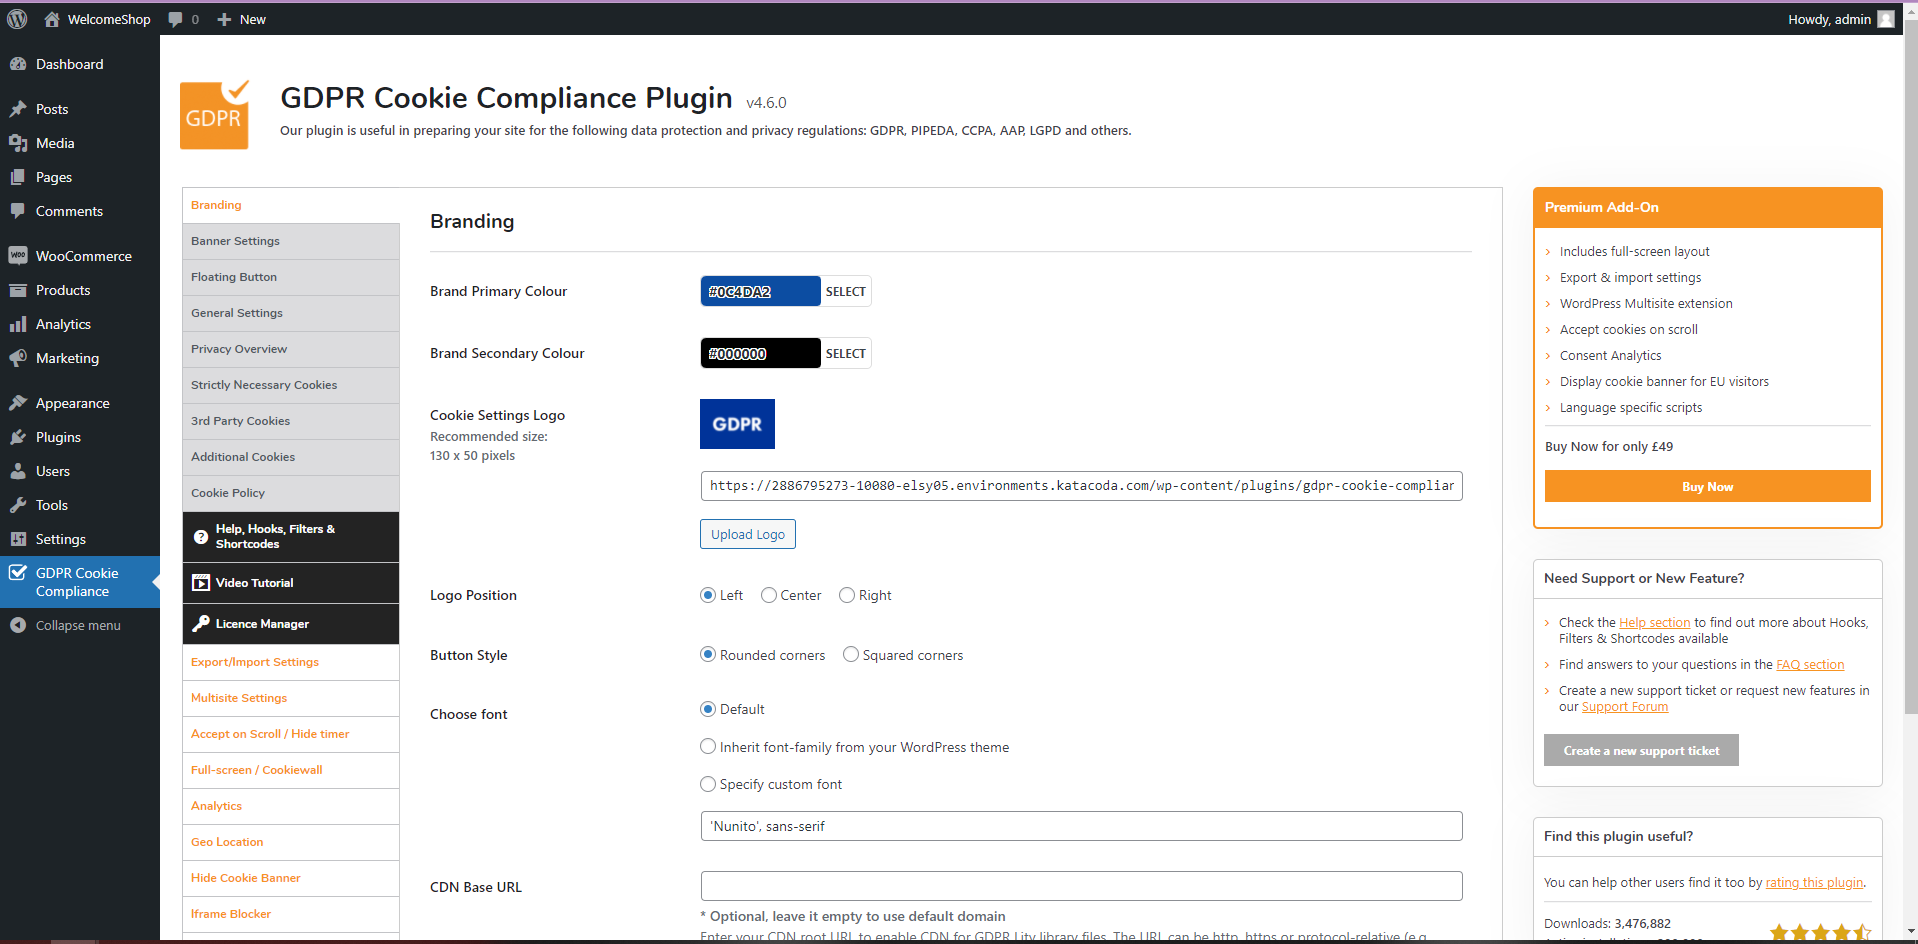 WelcomeShop
0
New
Howdy, admin
Dashboard
Posts
Media
Pages
Comments
WooCommerce
Products
Analytics
Marketing
Appearance
Plugins
Users
Tools
Settings
GDPR Cookie
Compliance
Collapse menu
GDPR
GDPR Cookie Compliance Plugin v4.6.0
Our plugin is useful in preparing your site for the following data protection and privacy regulations: GDPR, PIPEDA, CCPA, AAP, LGPD and others.
Branding
Banner Settings
Floating Button
General Settings
Privacy Overview
Strictly Necessary Cookies
3rd Party Cookies
Additional Cookies
Cookie Policy
Help, Hooks, Filters &
Shortcodes
Video Tutorial
Licence Manager
Export/Import Settings
Multisite Settings
Accept on Scroll / Hide timer
Full-screen / Cookiewall
Analytics
Geo Location
Hide Cookie Banner
Iframe Blocker
Branding
Brand Primary Colour
#0C4DA2 SELECT
Brand Secondary Colour
#000000 SELECT
Cookie Settings Logo
Recommended size:
130 x 50 pixels
GDPR
https://2886795273-10080-elsy05.environments.katacoda.com/wp-content/plugins/gdpr-cookie-complian
Upload Logo
Logo Position
Left Center Right
Button Style
Rounded corners Squared corners
Choose font
Default
Inherit font-family from your WordPress theme
Specify custom font
'Nunito', sans-serif
CDN Base URL
* Optional, leave it empty to use default domain
Enter your CDN root URL to enable CDN for GDPR Lity library files. The URL can be http, https or protocol-relative (e.g.
Premium Add-On
Includes full-screen layout
Export & import settings
WordPress Multisite extension
Accept cookies on scroll
Consent Analytics
Display cookie banner for EU visitors
Language specific scripts
Buy Now for only £49
Buy Now
Need Support or New Feature?
Check the Help section to find out more about Hooks,
Filters & Shortcodes available
Find answers to your questions in the FAQ section
Create a new support ticket or request new features in
our Support Forum
Create a new support ticket
Find this plugin useful?
You can help other users find it too by rating this plugin.
Downloads: 3,476,882